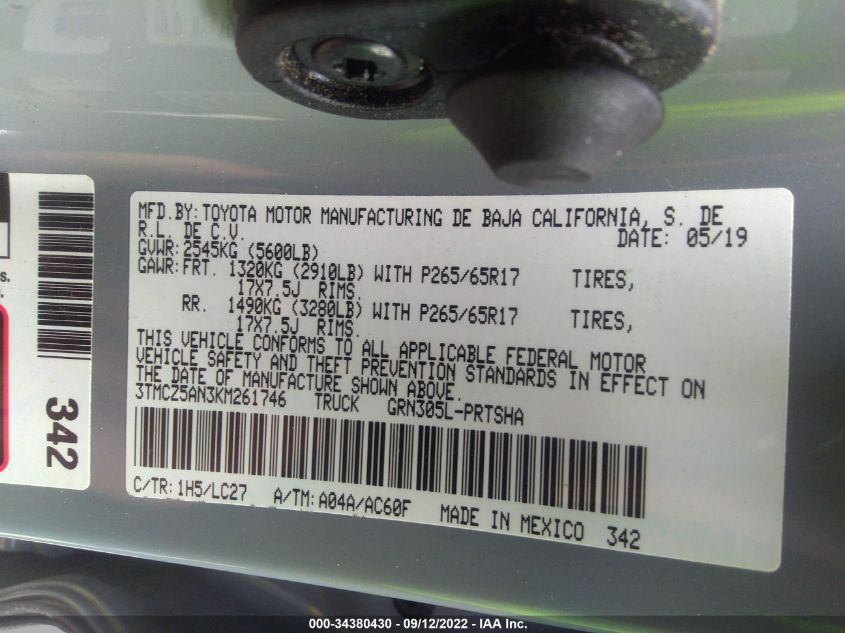 MFD.BY:TOYOTA MOTOR MANUFACTURING DE BAJA CALIFORNIA, S. DE
R.L. DE C.V. DATE: 05/19
GVWR:2545KG (5600LB)
GAWR:FRT. 1320KG (2910LB) WITH P265/65R17 TIRES,
17X7.5J RIMS.
RR. 1490KG (3280LB) WITH P265/65R17 TIRES,
17X7.5J RIMS.
THIS VEHICLE CONFORMS TO ALL APPLICABLE FEDERAL MOTOR
VEHICLE SAFETY AND THEFT PREVENTION STANDARDS IN EFFECT ON
THE DATE OF MANUFACTURE SHOWN ABOVE.
3TMCZ5AN3KM261746 TRUCK GRN305L-PRTSHA
C/TR:1H5/LC27 A/TM:A04A/AC60F MADE IN MEXICO 342
342
000-34380430 - 09/12/2022 - IAA Inc.